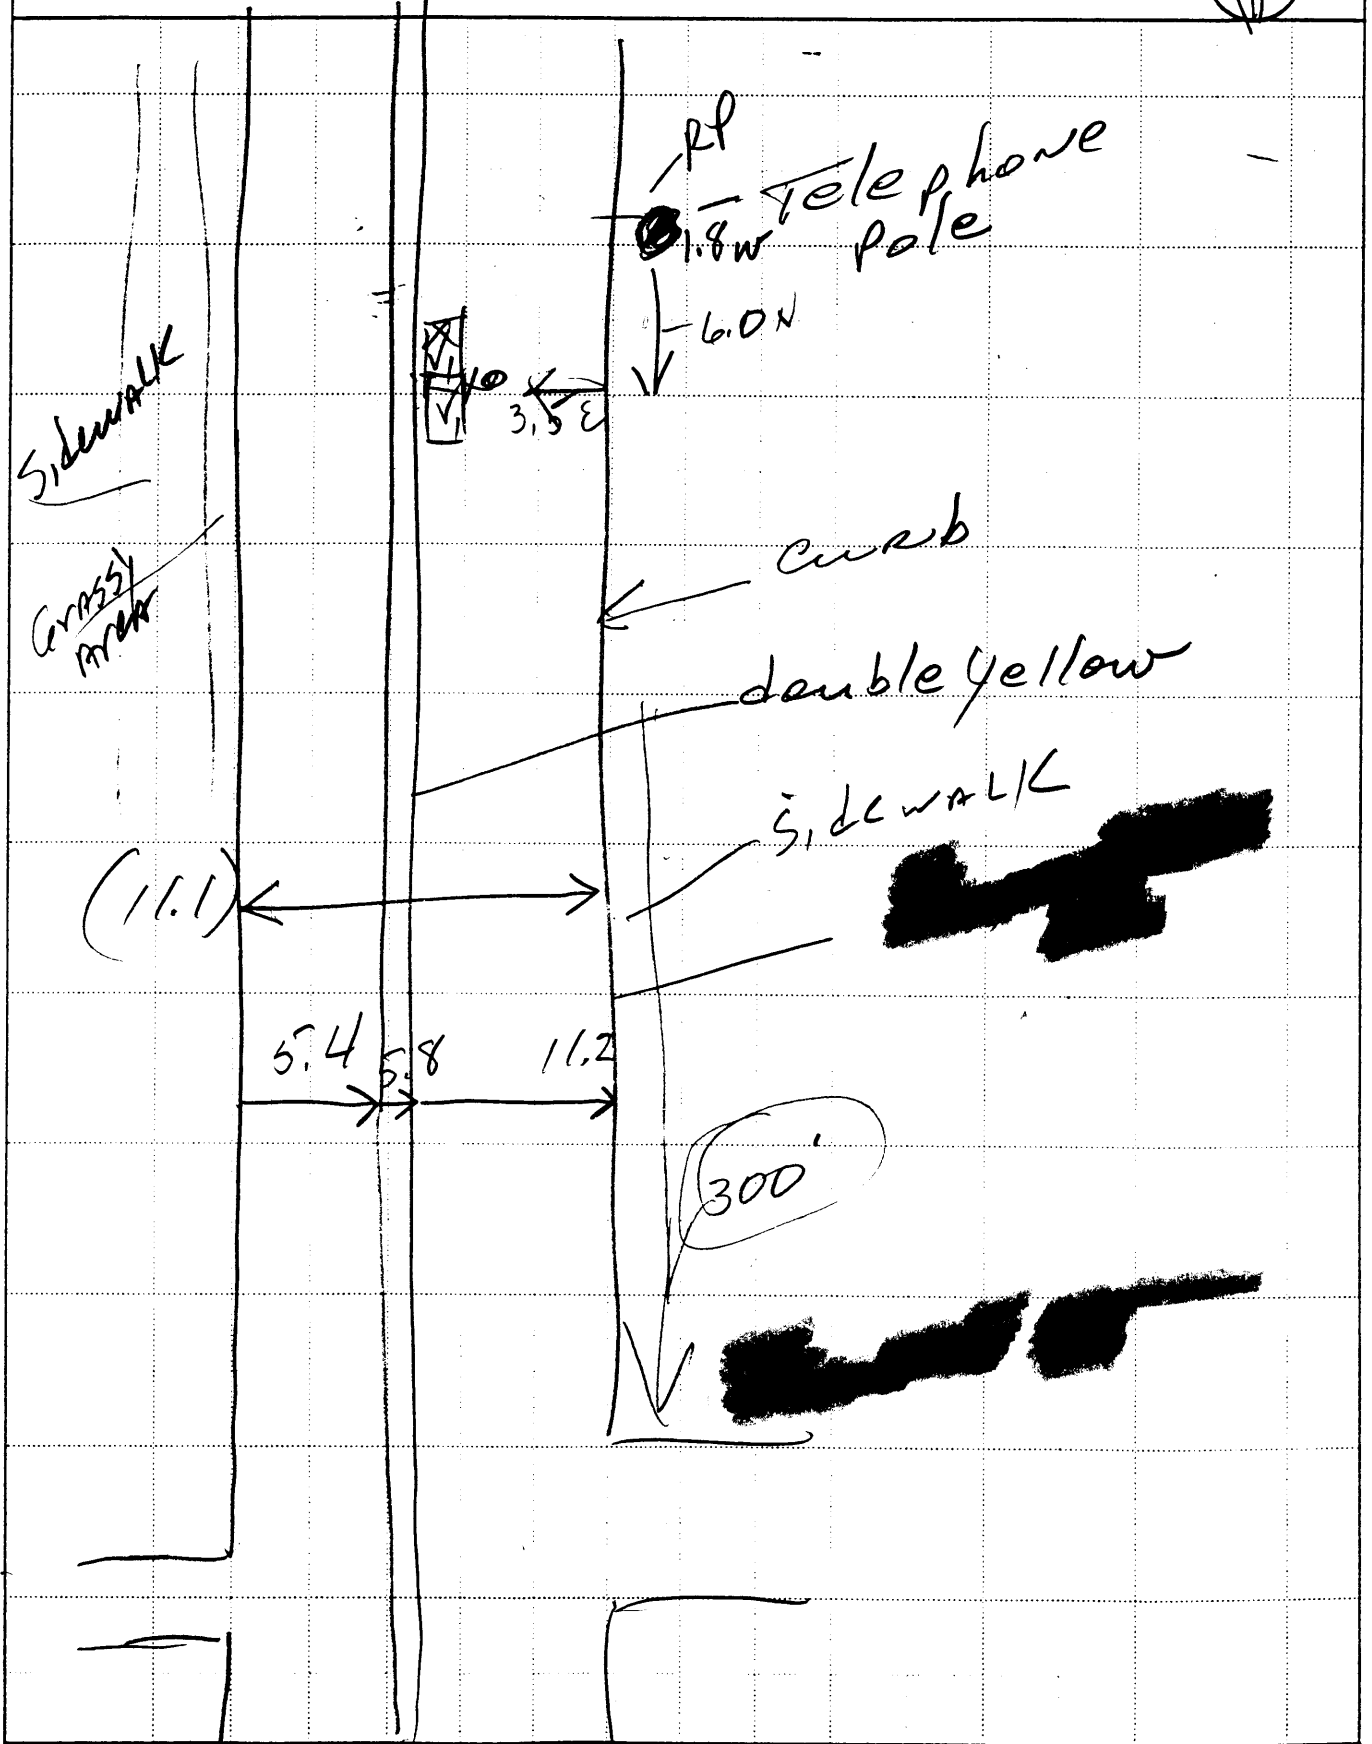 RP
Telephone
pole
1.8w
6.0N
3.5 E
Sidewalk
Grassy
Area
curb
double yellow
Sidewalk
(11.1)
5.4
5.8
11.2
300'